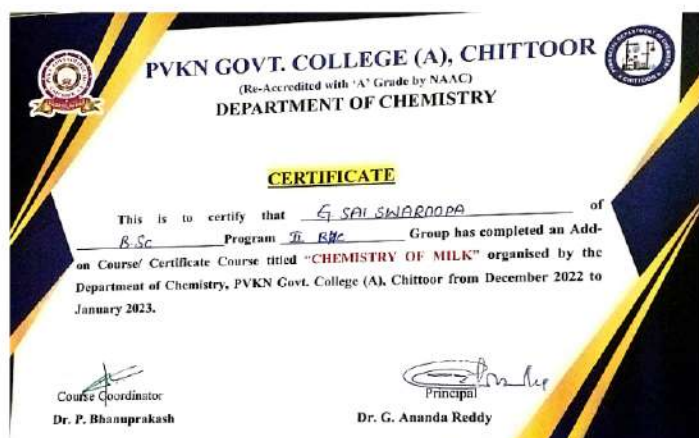 PVKN GOVT. COLLEGE (A), CHITTOOR
(Re-Accredited with 'A' Grade by NAAC)
DEPARTMENT OF CHEMISTRY
CERTIFICATE
This is to certify that G SAI SWAROOPA of
B.Sc Program II Group has completed an Add-
on Course/ Certificate Course titled "CHEMISTRY OF MILK" organised by the
Department of Chemistry, PVKN Govt. College (A), Chittoor from December 2022 to
January 2023.
Course Coordinator
Dr. P. Bhanuprakash
Principal
Dr. G. Ananda Reddy